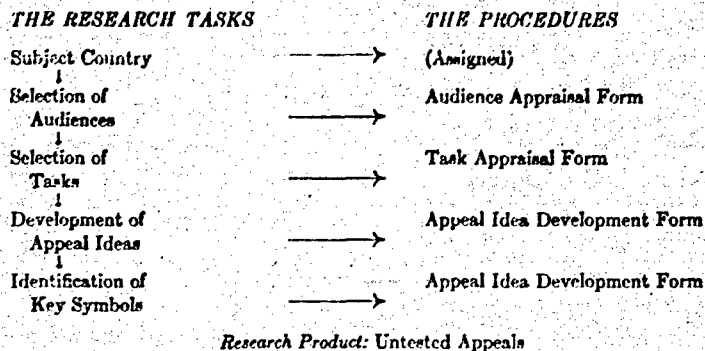 THE RESEARCH TASKS THE PROCEDURES
Subject Country (Assigned)
Selection of Audience Appraisal Form
Audiences
Selection of Task Appraisal Form
Tasks
Development of Appeal Idea Development Form
Appeal Ideas
Identification of Appeal Idea Development Form
Key Symbols
Research Product: Untested Appeals